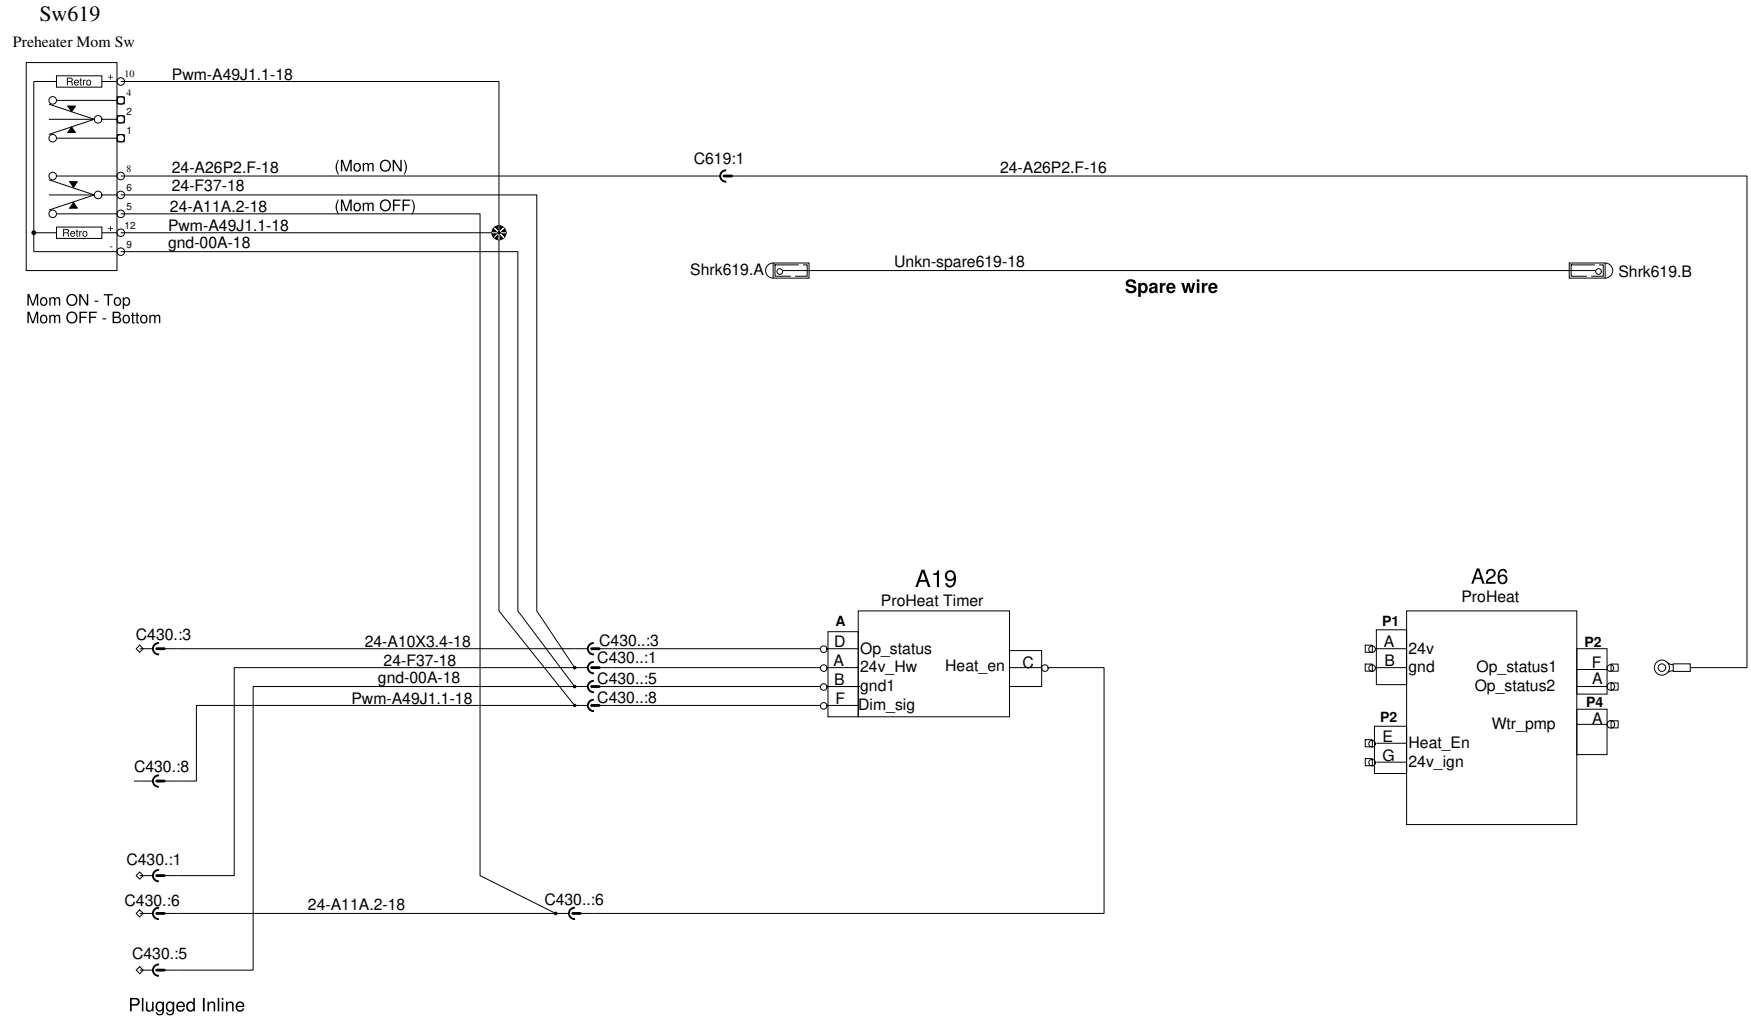 Sw619
Preheater Mom Sw
Retro + 10 Pwm-A49J1.1-18
4
2
1
8 24-A26P2.F-18 (Mom ON) C619:1 24-A26P2.F-16
6 24-F37-18
5 24-A11A.2-18 (Mom OFF)
Retro + 12 Pwm-A49J1.1-18
- 9 gnd-00A-18
Shrk619.A Unkn-spare619-18 Shrk619.B
Spare wire
Mom ON - Top
Mom OFF - Bottom
A19
ProHeat Timer
A
C430.:3 24-A10X3.4-18 C430..:3 D Op_status
24-F37-18 C430..:1 A 24v_Hw Heat_en C
gnd-00A-18 C430..:5 B gnd1
Pwm-A49J1.1-18 C430..:8 F Dim_sig
A26
ProHeat
P1
A 24v P2
B gnd Op_status1 F
Op_status2 A
P4
P2 Wtr_pmp A
E Heat_En
G 24v_ign
C430.:8
C430.:1
C430.:6 24-A11A.2-18 C430..:6
C430.:5
Plugged Inline